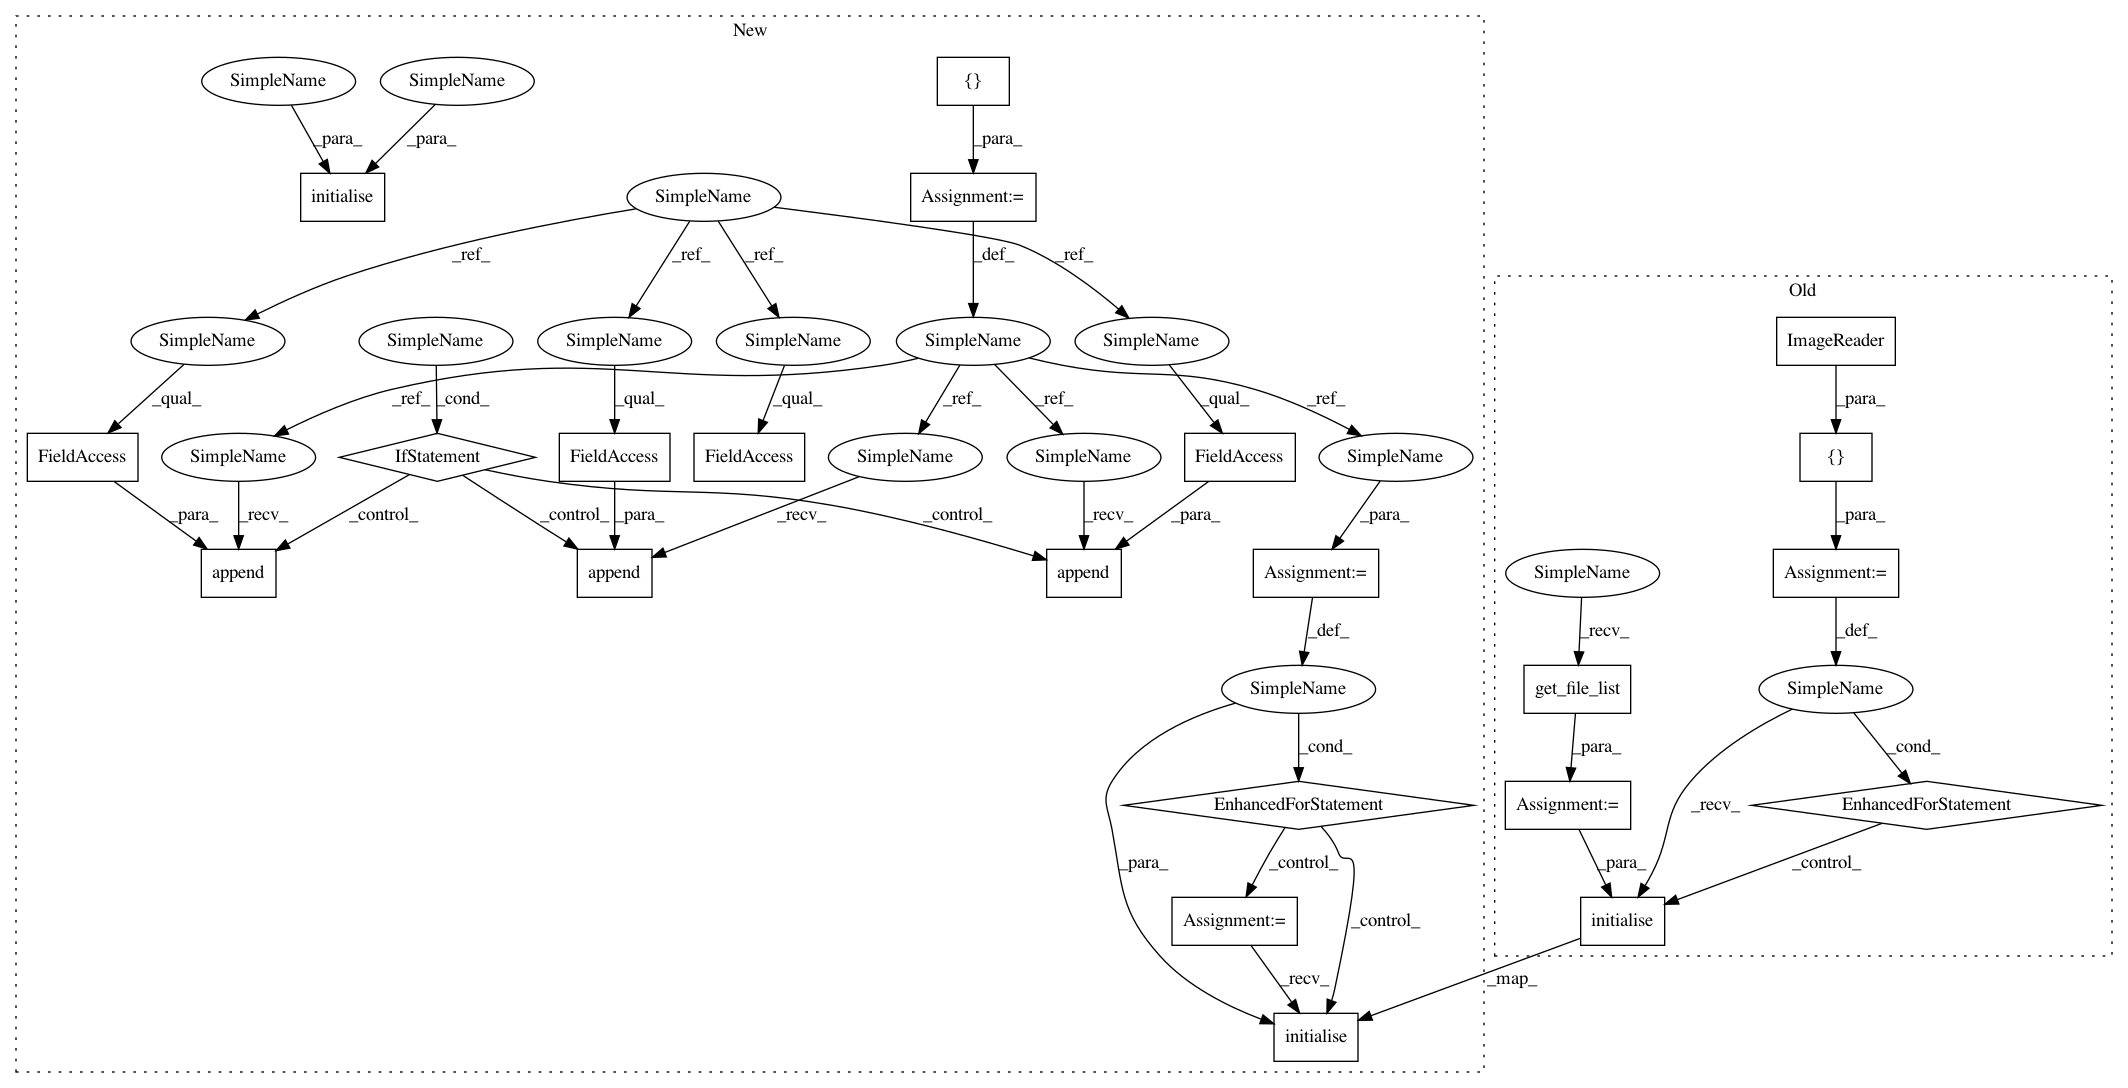 New
SimpleName SimpleName {}
_para_ _para_ _para_
initialise SimpleName Assignment:=
_ref_ _ref_ _ref_ _def_ _ref_
Old
SimpleName SimpleName SimpleName SimpleName SimpleName SimpleName ImageReader
_qual_ _ref_ _cond_ _qual_ _qual_ _ref_ _ref_ _qual_ _ref_ _para_
FieldAccess SimpleName IfStatement FieldAccess FieldAccess SimpleName SimpleName FieldAccess SimpleName {}
_para_ _recv_ _control_ _control_ _para_ _recv_ _control_ _recv_ _para_ _para_ _para_
append append append Assignment:= SimpleName Assignment:=
_def_ _recv_ _def_
SimpleName get_file_list SimpleName
_cond_ _para_ _cond_
EnhancedForStatement Assignment:= _recv_ EnhancedForStatement
_para_ _control_ _para_ _control_
Assignment:= _control_ initialise
_recv_ _map_
initialise